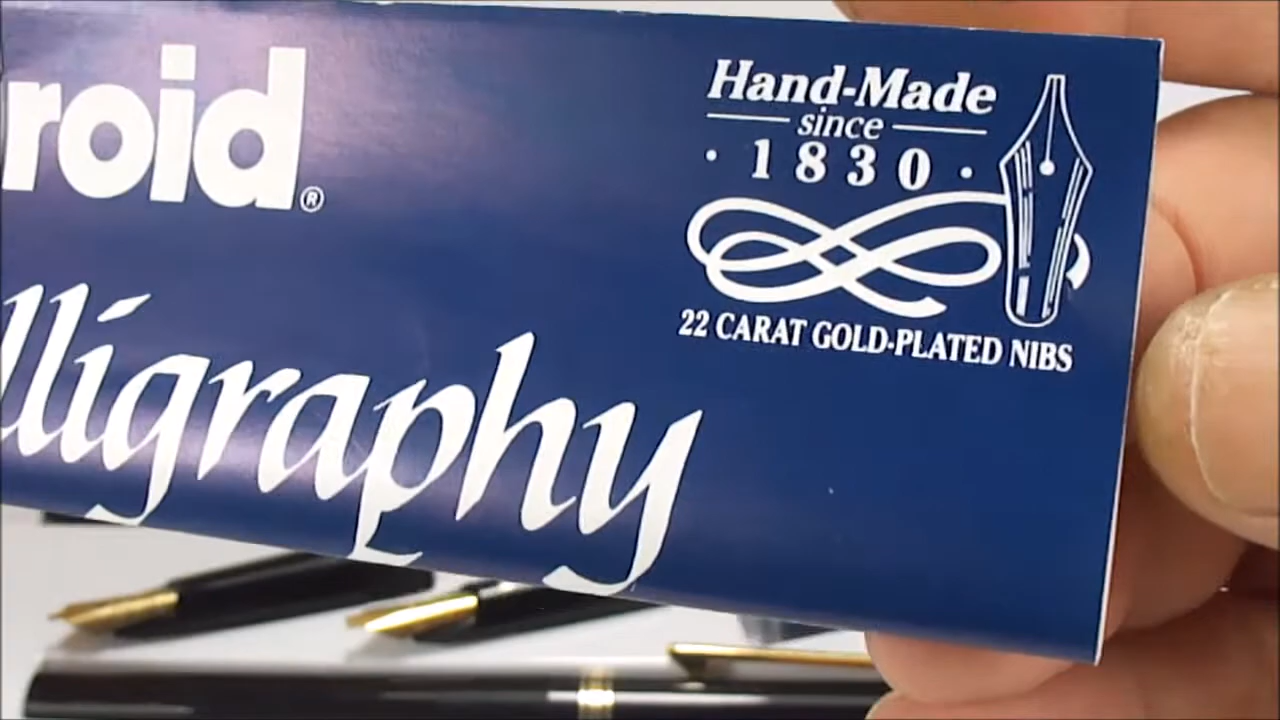 roid®
Hand-Made
since
· 1830 ·
lligraphy
22 CARAT GOLD-PLATED NIBS